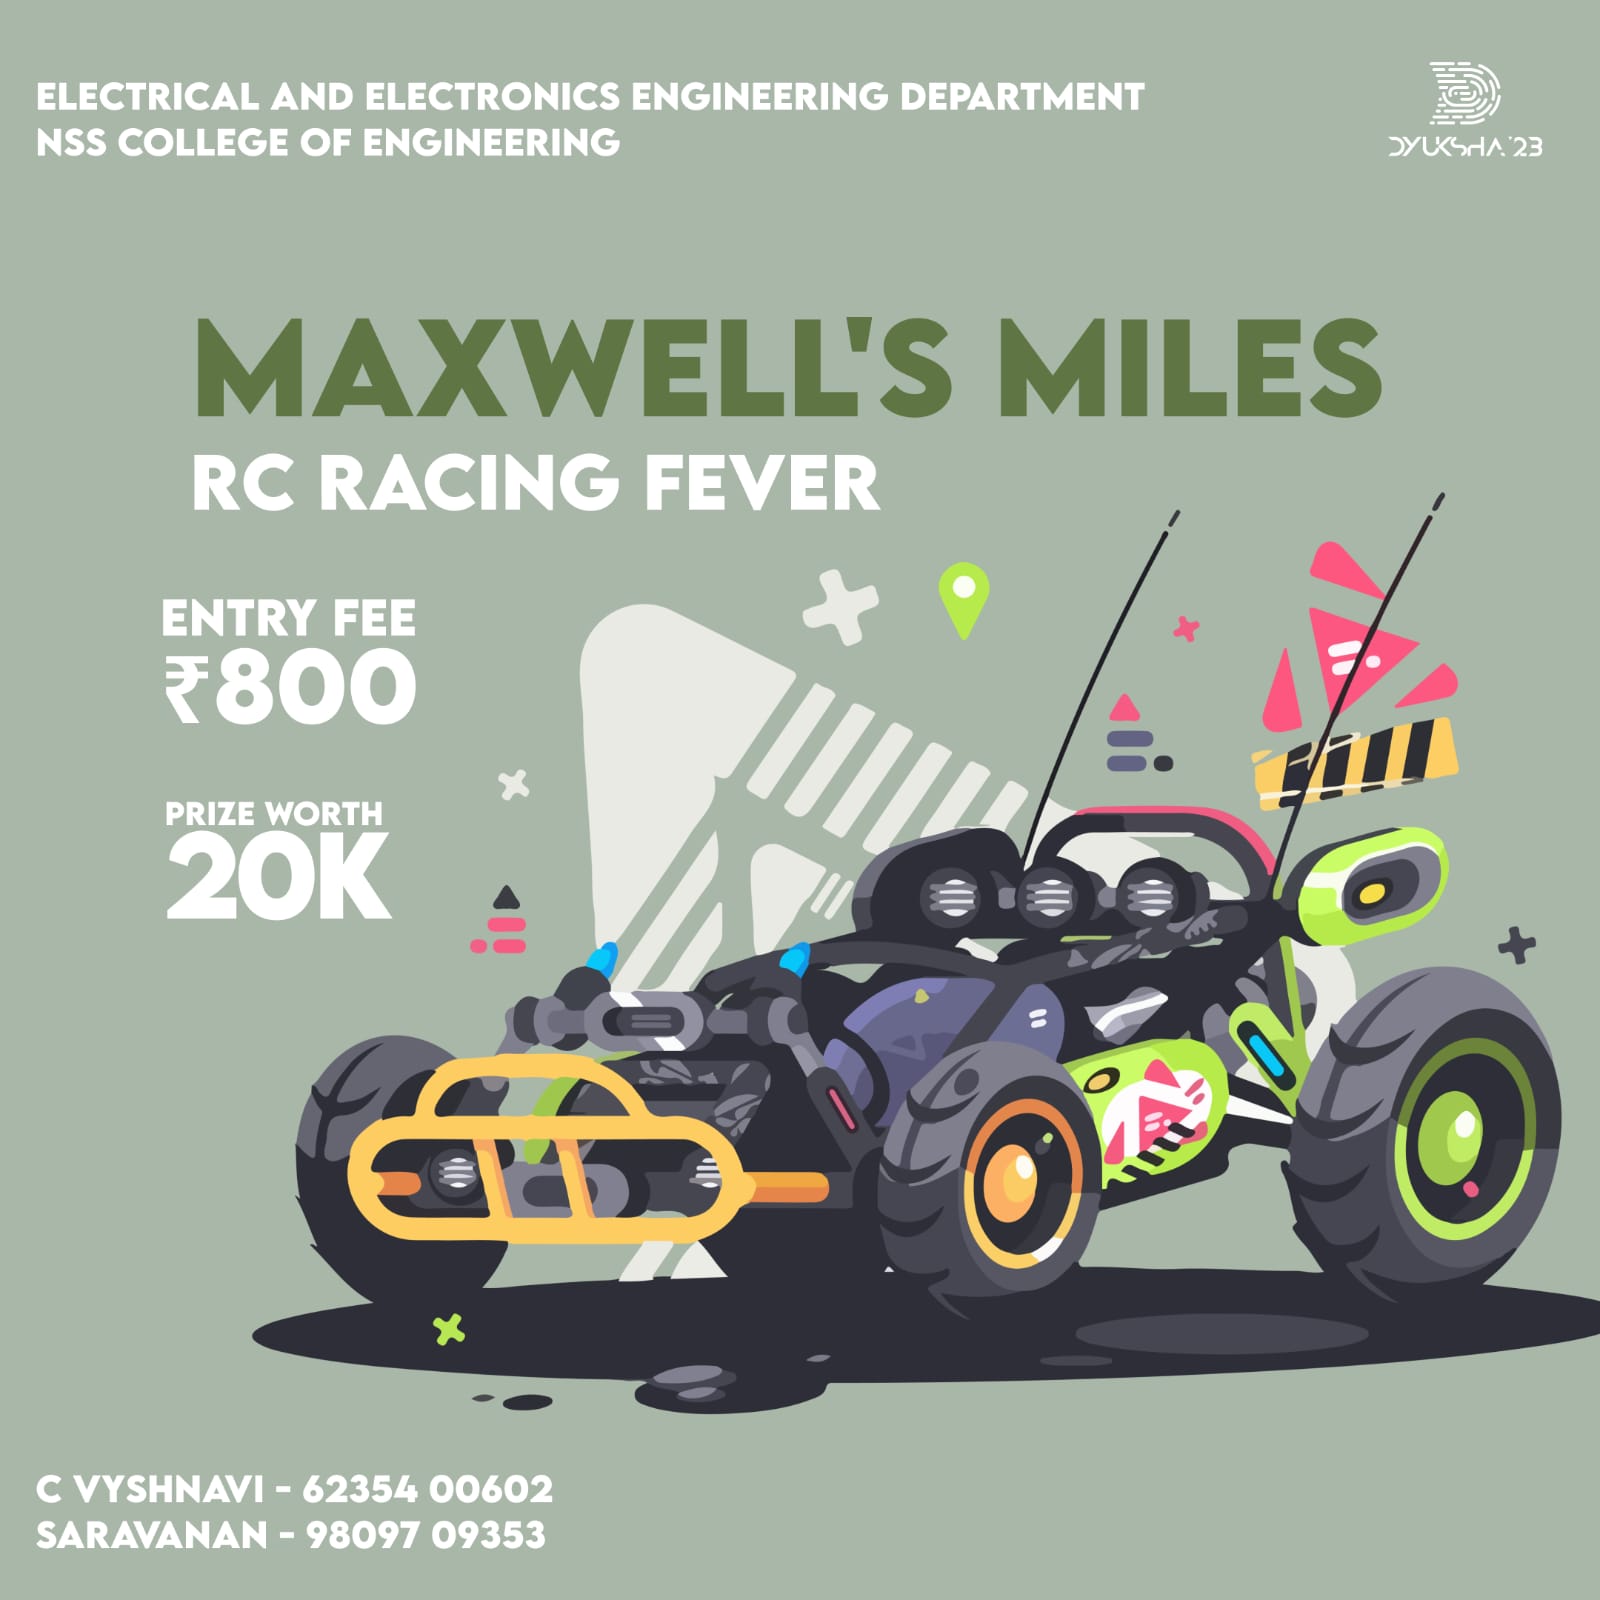 ELECTRICAL AND ELECTRONICS ENGINEERING DEPARTMENT
NSS COLLEGE OF ENGINEERING
DYUKSHA '23
MAXWELL'S MILES
RC RACING FEVER
ENTRY FEE
₹800
PRIZE WORTH
20K
C VYSHNAVI - 62354 00602
SARAVANAN - 98097 09353